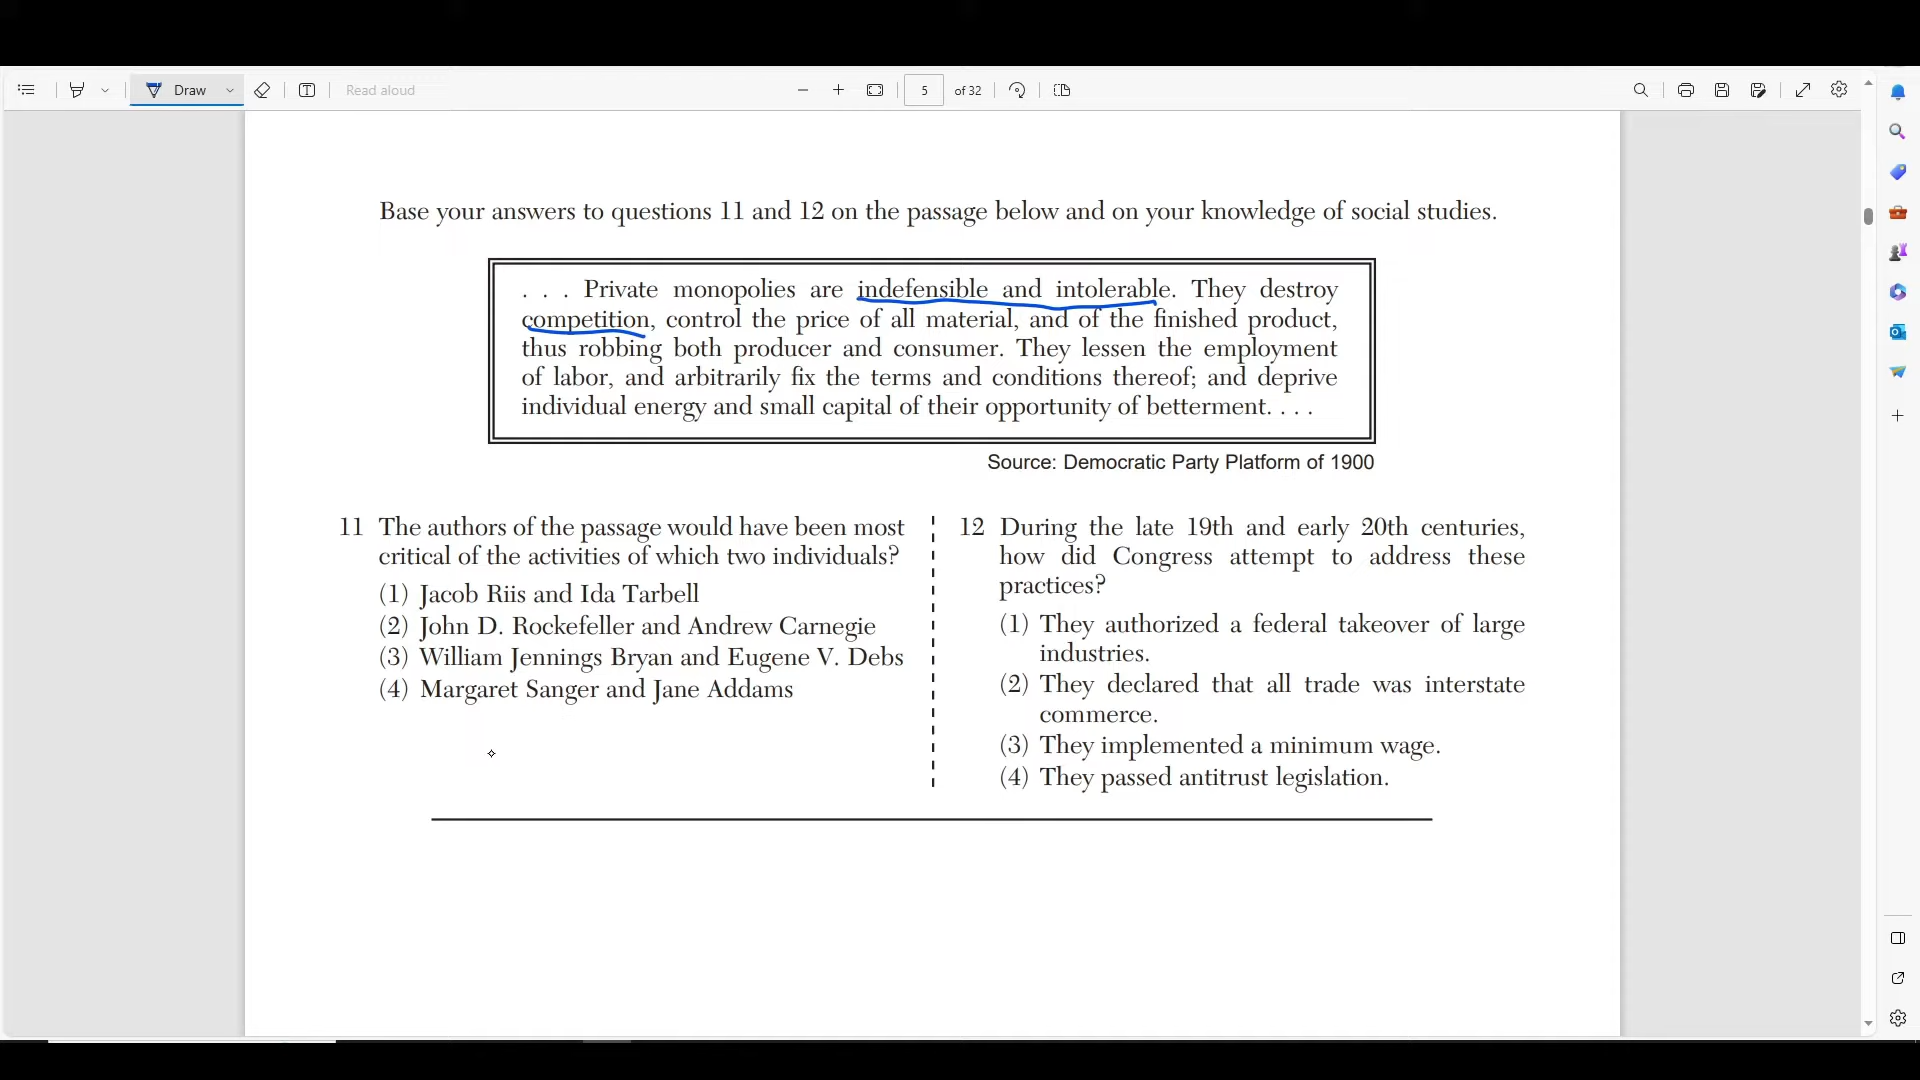 Draw
Read aloud
5
of 32
Base your answers to questions 11 and 12 on the passage below and on your knowledge of social studies.
. . . Private monopolies are indefensible and intolerable. They destroy
competition, control the price of all material, and of the finished product,
thus robbing both producer and consumer. They lessen the employment
of labor, and arbitrarily fix the terms and conditions thereof; and deprive
individual energy and small capital of their opportunity of betterment. . . .
Source: Democratic Party Platform of 1900
11 The authors of the passage would have been most
critical of the activities of which two individuals?
(1) Jacob Riis and Ida Tarbell
(2) John D. Rockefeller and Andrew Carnegie
(3) William Jennings Bryan and Eugene V. Debs
(4) Margaret Sanger and Jane Addams
12 During the late 19th and early 20th centuries,
how did Congress attempt to address these
practices?
(1) They authorized a federal takeover of large
industries.
(2) They declared that all trade was interstate
commerce.
(3) They implemented a minimum wage.
(4) They passed antitrust legislation.